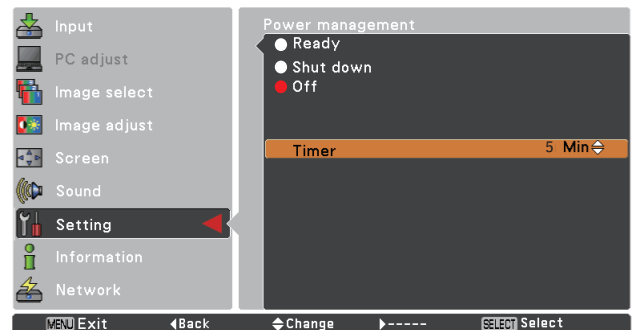 Input
PC adjust
Image select
Image adjust
Screen
Sound
Setting
Information
Network
Power management
Ready
Shut down
Off
Timer 5 Min
MENU Exit Back Change ----- SELECT Select